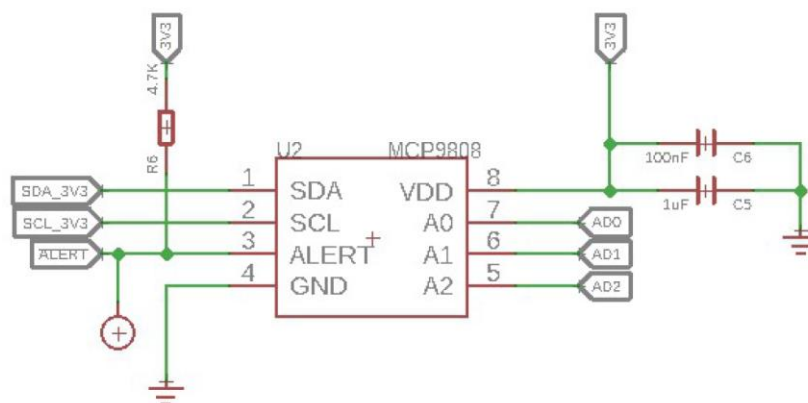 3V3
3V3
4.7K
R6
U2
MCP9808
100nF
C6
SDA_3V3
1
SDA
VDD
8
1uF
C5
SCL_3V3
2
SCL
A0
7
AD0
ALERT
3
ALERT
A1
6
AD1
4
GND
A2
5
AD2